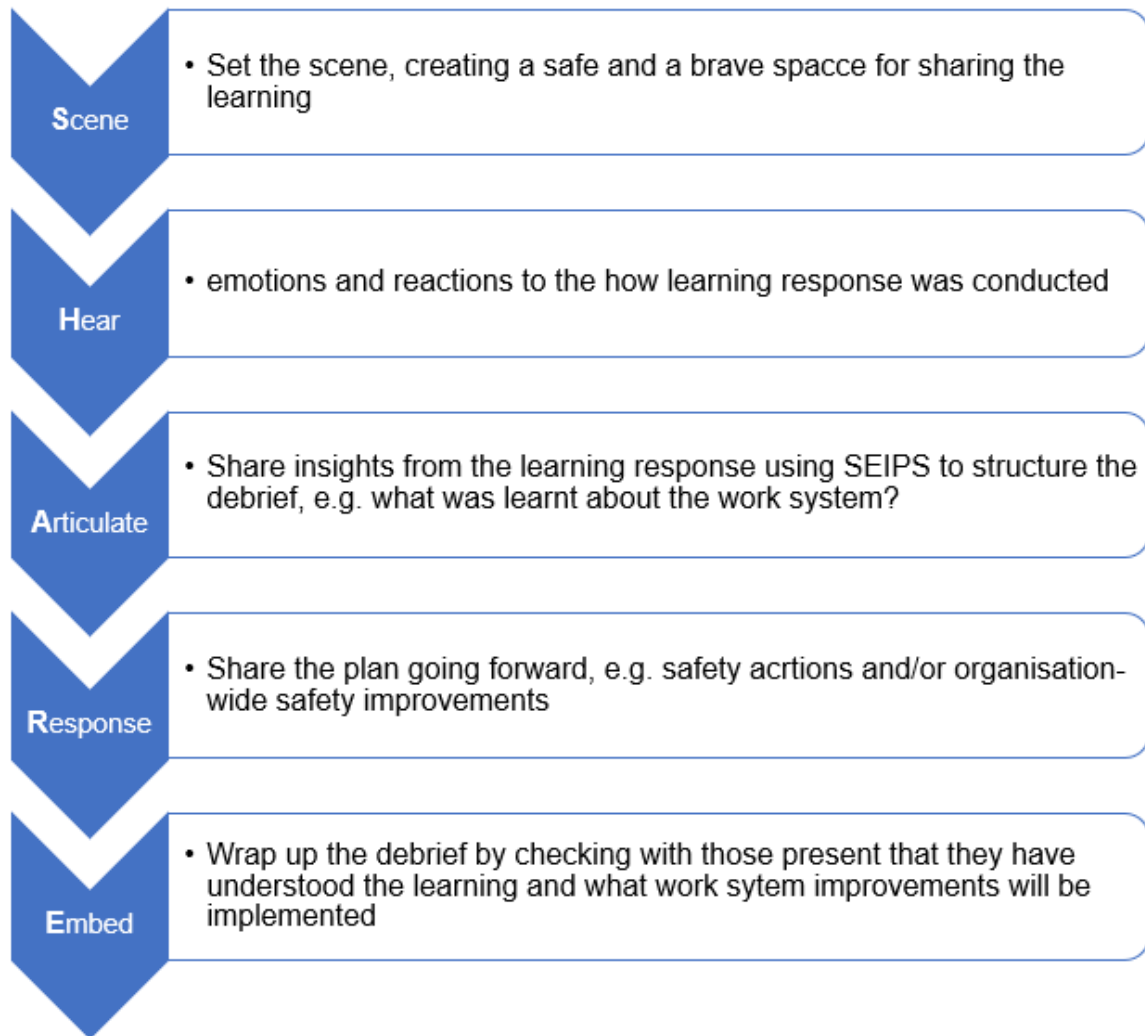 Scene
• Set the scene, creating a safe and a brave spacce for sharing the
learning
Hear
• emotions and reactions to the how learning response was conducted
Articulate
• Share insights from the learning response using SEIPS to structure the
debrief, e.g. what was learnt about the work system?
Response
• Share the plan going forward, e.g. safety acrtions and/or organisation-
wide safety improvements
Embed
• Wrap up the debrief by checking with those present that they have
understood the learning and what work sytem improvements will be
implemented